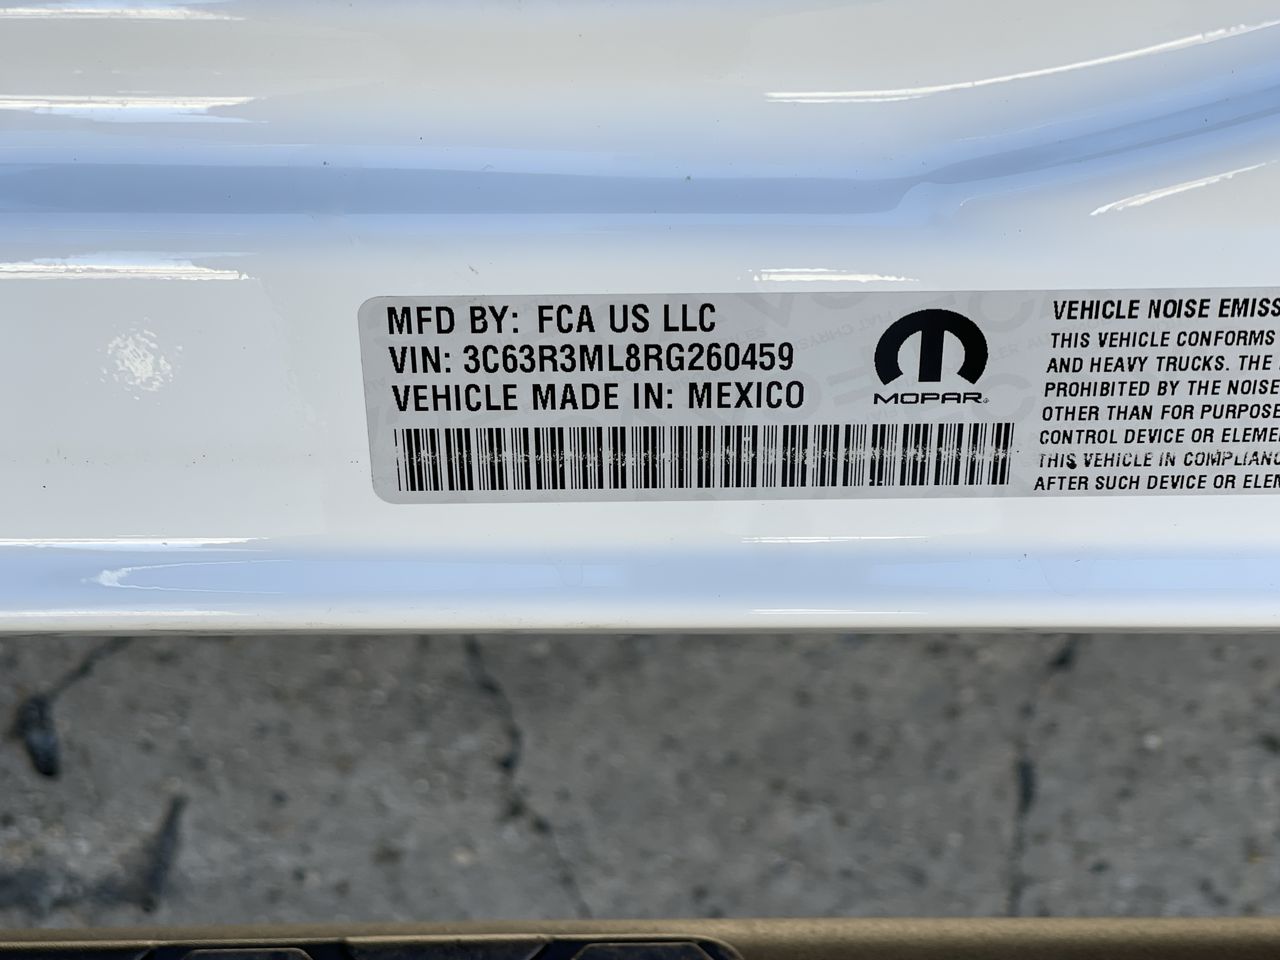 MFD BY: FCA US LLC
VIN: 3C63R3ML8RG260459
VEHICLE MADE IN: MEXICO
MOPAR®
VEHICLE NOISE EMISS
THIS VEHICLE CONFORMS
AND HEAVY TRUCKS. THE
PROHIBITED BY THE NOISE
OTHER THAN FOR PURPOSE
CONTROL DEVICE OR ELEME
THIS VEHICLE IN COMPLIANC
AFTER SUCH DEVICE OR ELEM